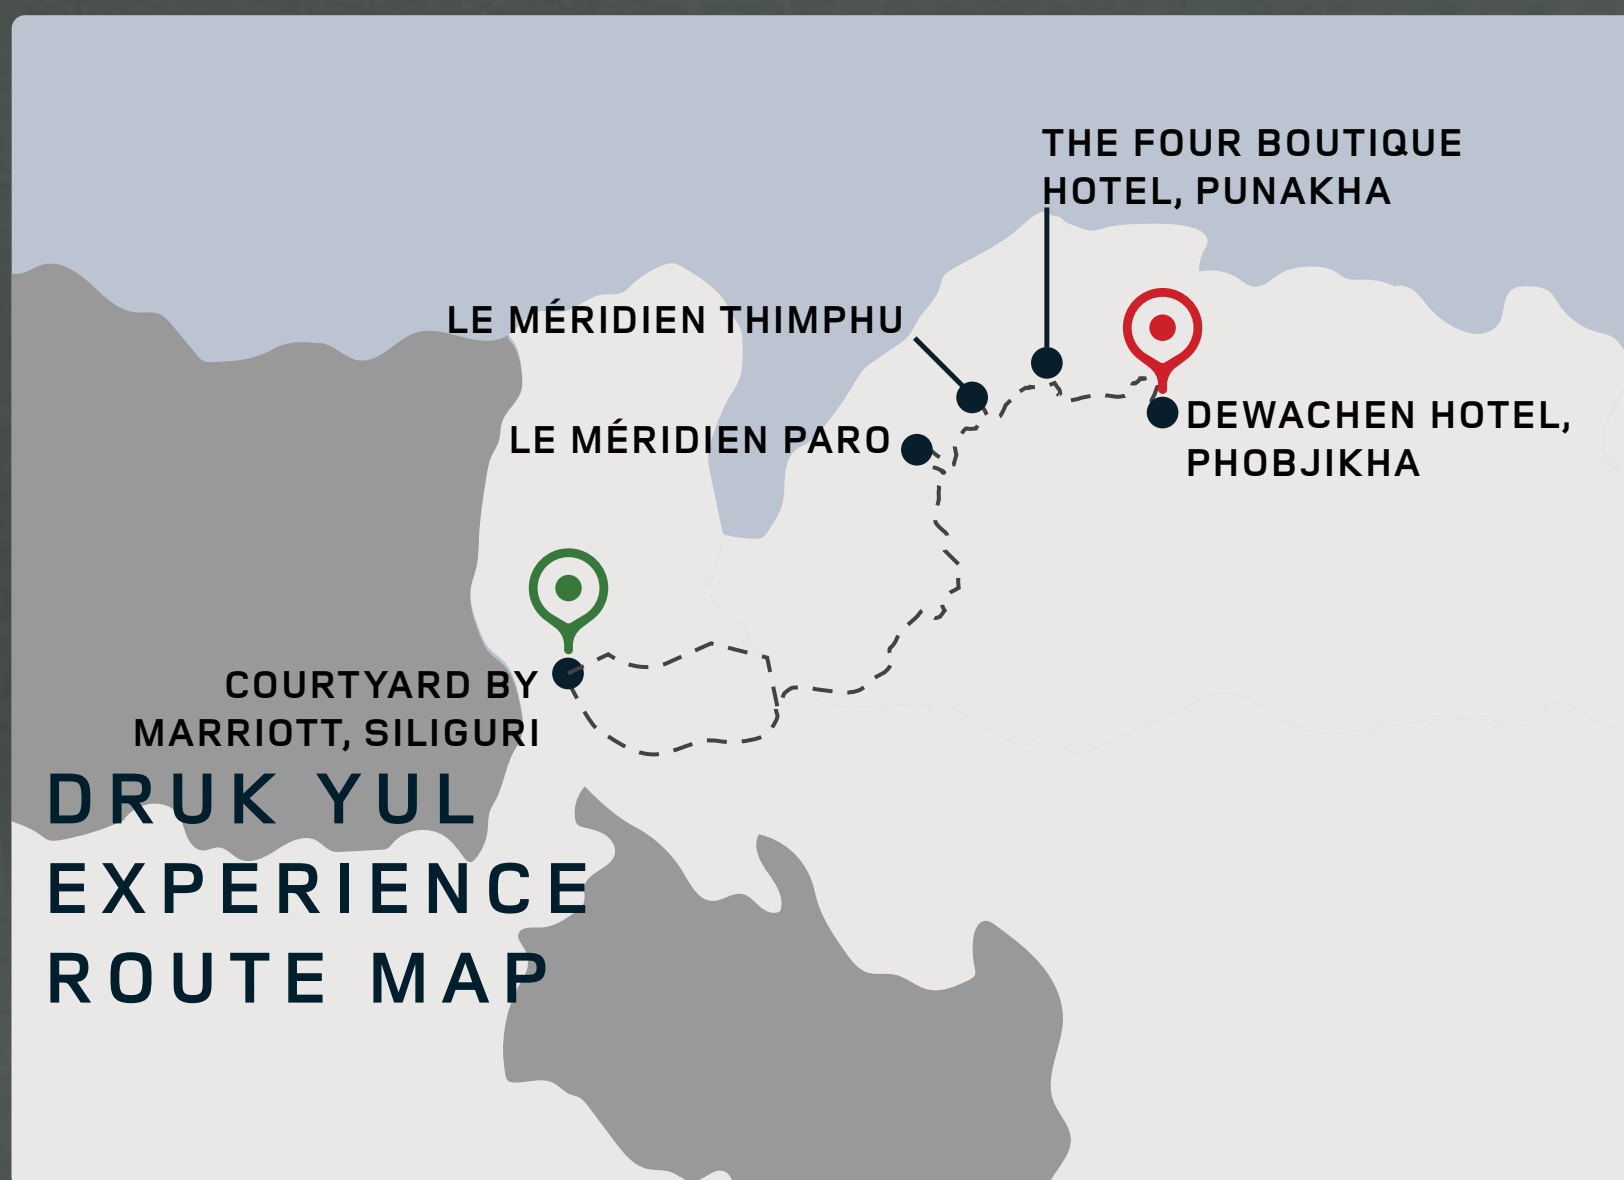 THE FOUR BOUTIQUE
HOTEL, PUNAKHA
LE MÉRIDIEN THIMPHU
LE MÉRIDIEN PARO
DEWACHEN HOTEL,
PHOBJIKHA
COURTYARD BY
MARRIOTT, SILIGURI
DRUK YUL
EXPERIENCE
ROUTE MAP